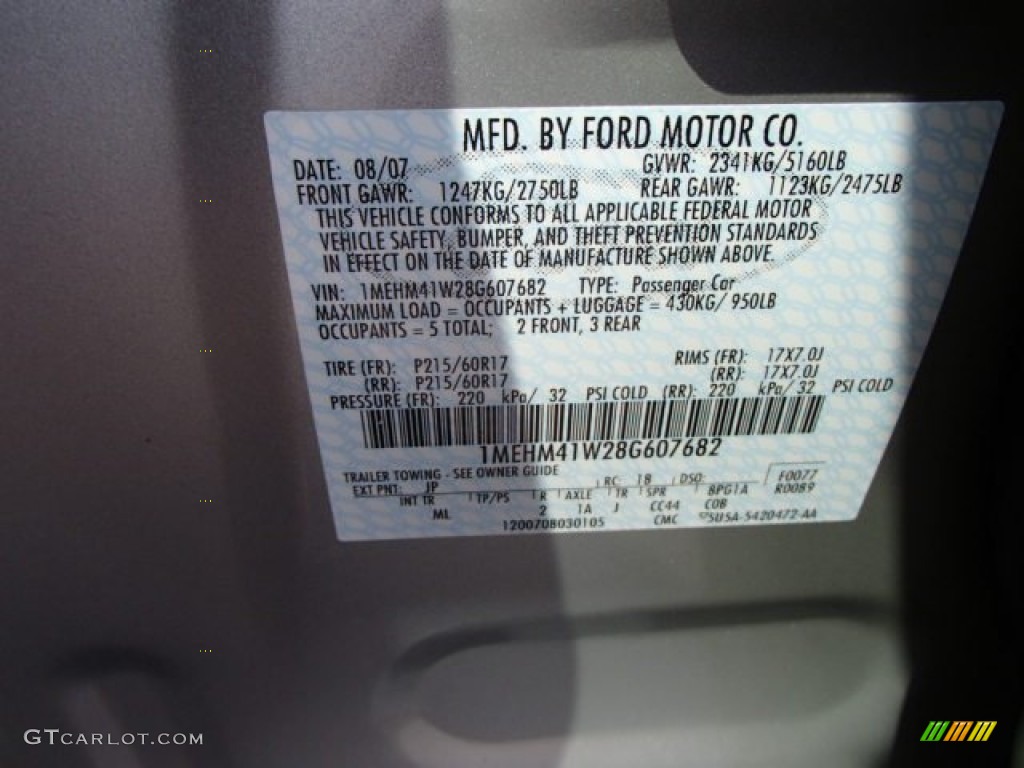 MFD. BY FORD MOTOR CO.
DATE: 08/07 GVWR: 2341KG/5160LB
FRONT GAWR: 1247KG/2750LB REAR GAWR: 1123KG/2475LB
THIS VEHICLE CONFORMS TO ALL APPLICABLE FEDERAL MOTOR
VEHICLE SAFETY, BUMPER, AND THEFT PREVENTION STANDARDS
IN EFFECT ON THE DATE OF MANUFACTURE SHOWN ABOVE.
VIN: 1MEHM41W28G607682 TYPE: Passenger Car
MAXIMUM LOAD = OCCUPANTS + LUGGAGE = 430KG/ 950LB
OCCUPANTS = 5 TOTAL; 2 FRONT, 3 REAR
TIRE (FR): P215/60R17 RIMS (FR): 17X7.0J
(RR): P215/60R17 (RR): 17X7.0J
PRESSURE (FR): 220 kPa/ 32 PSI COLD (RR): 220 kPa/ 32 PSI COLD
1MEHM41W28G607682
TRAILER TOWING - SEE OWNER GUIDE
EXT PNT: JP RC: 18 DSO: F0077
INT TR TP/PS R AXLE TR SPR 8PG1A R0089
ML 2 1A J CC44 COB
1200708030105 CMC 5U5A-5420472-AA
GTCARLOT.COM